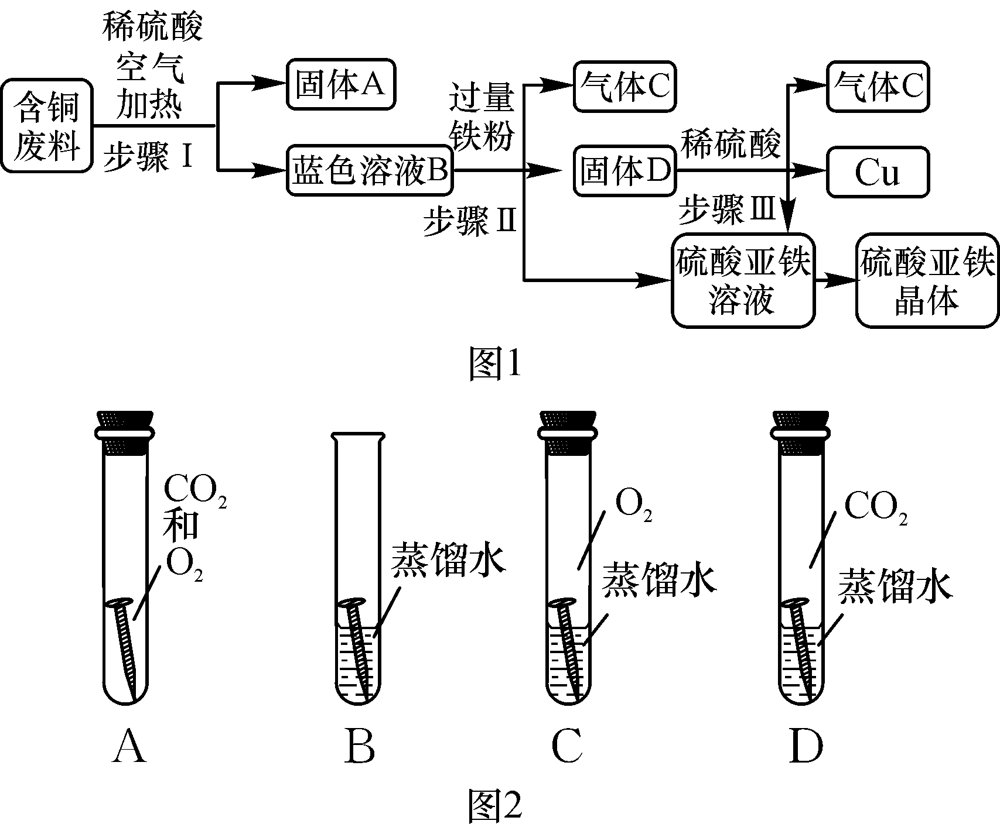 稀硫酸
空气
加热
步骤Ⅰ
含铜
废料
固体A
蓝色溶液B
过量
铁粉
步骤Ⅱ
气体C
固体D
稀硫酸
步骤Ⅲ
气体C
Cu
硫酸亚铁
溶液
硫酸亚铁
晶体
图1
CO₂
和
O₂
蒸馏水
O₂
蒸馏水
CO₂
蒸馏水
A
B
C
D
图2